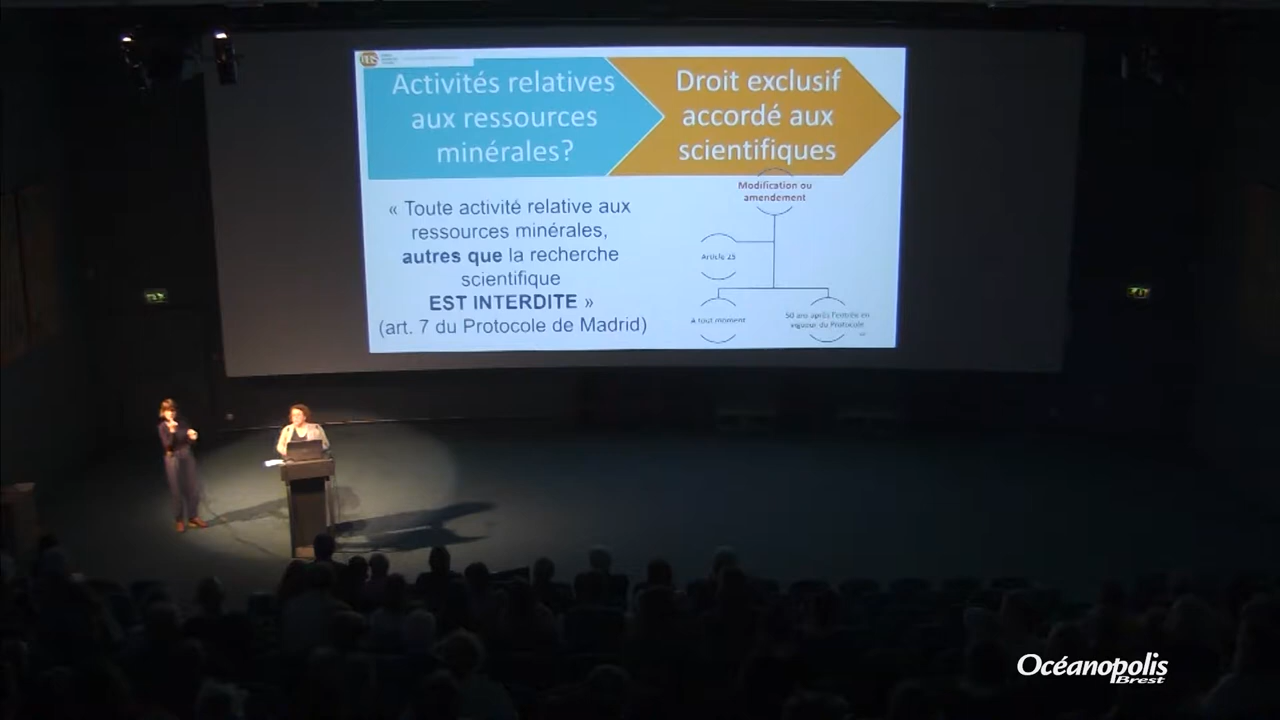 Activités relatives
aux ressources
minérales?
Droit exclusif
accordé aux
scientifiques
« Toute activité relative aux
ressources minérales,
autres que la recherche
scientifique
EST INTERDITE »
(art. 7 du Protocole de Madrid)
Modification ou
amendement
Article 25
A tout moment
50 ans après l'entrée en
vigueur du Protocole
Océanopolis
Brest